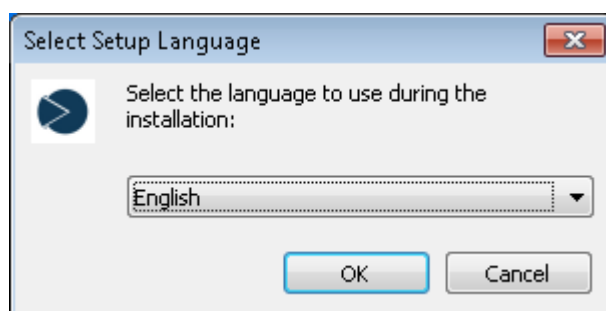 Select Setup Language
Select the language to use during the
installation:
English
OK
Cancel